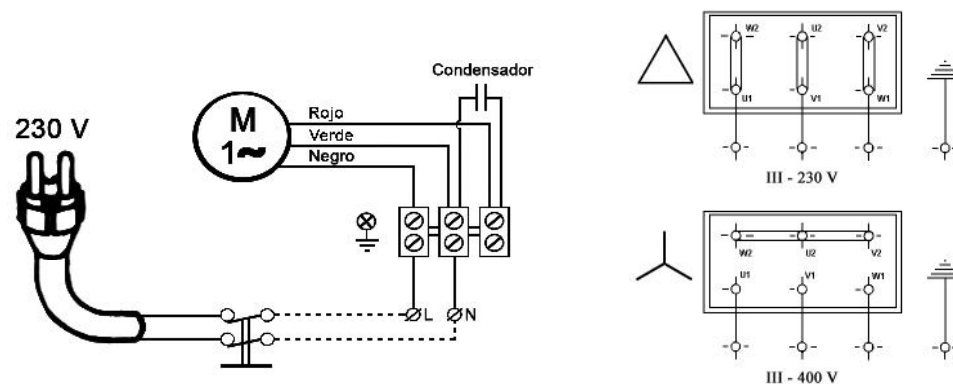 230 V
M
1~
Rojo
Verde
Negro
Condensador
L N
W2 U2 V2
U1 V1 W1
III - 230 V
W2 U2 V2
U1 V1 W1
III - 400 V